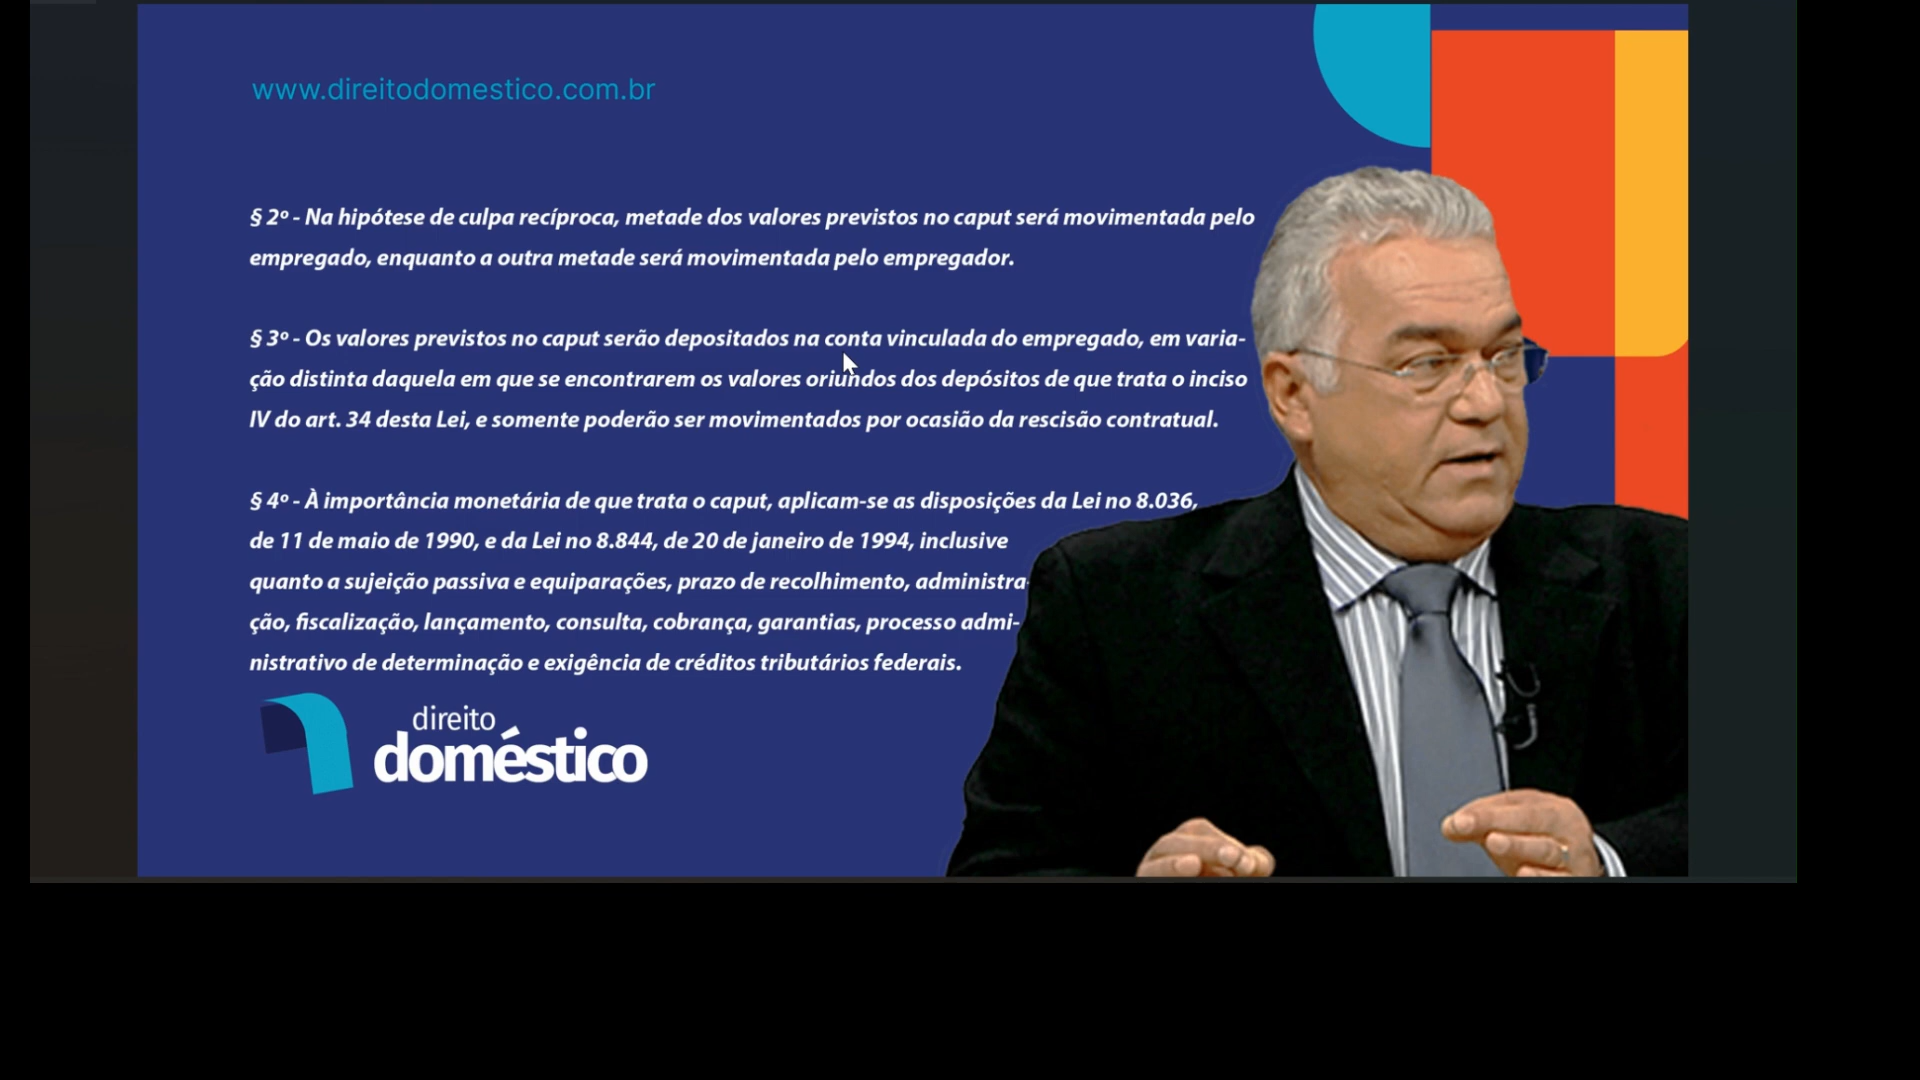 www.direitodomestico.com.br
§ 2º - Na hipótese de culpa recíproca, metade dos valores previstos no caput será movimentada pelo
empregado, enquanto a outra metade será movimentada pelo empregador.
§ 3º - Os valores previstos no caput serão depositados na conta vinculada do empregado, em varia-
ção distinta daquela em que se encontrarem os valores oriundos dos depósitos de que trata o inciso
IV do art. 34 desta Lei, e somente poderão ser movimentados por ocasião da rescisão contratual.
§ 4º - À importância monetária de que trata o caput, aplicam-se as disposições da Lei no 8.036,
de 11 de maio de 1990, e da Lei no 8.844, de 20 de janeiro de 1994, inclusive
quanto a sujeição passiva e equiparações, prazo de recolhimento, administra-
ção, fiscalização, lançamento, consulta, cobrança, garantias, processo admi-
nistrativo de determinação e exigência de créditos tributários federais.
direito
doméstico